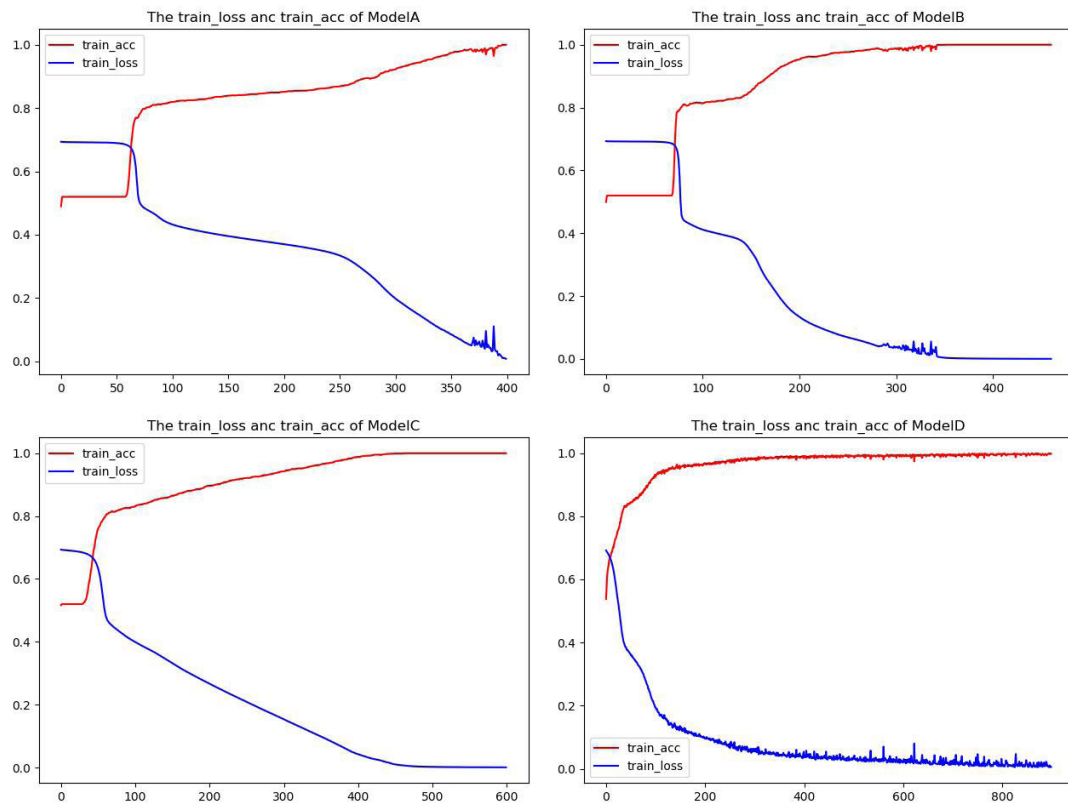 The train_loss anc train_acc of ModelA
1.0
0.8
0.6
0.4
0.2
0.0
train_acc
train_loss
0 50 100 150 200 250 300 350 400
The train_loss anc train_acc of ModelB
1.0
0.8
0.6
0.4
0.2
0.0
train_acc
train_loss
0 100 200 300 400
The train_loss anc train_acc of ModelC
1.0
0.8
0.6
0.4
0.2
0.0
train_acc
train_loss
0 100 200 300 400 500 600
The train_loss anc train_acc of ModelD
1.0
0.8
0.6
0.4
0.2
0.0
train_acc
train_loss
0 200 400 600 800